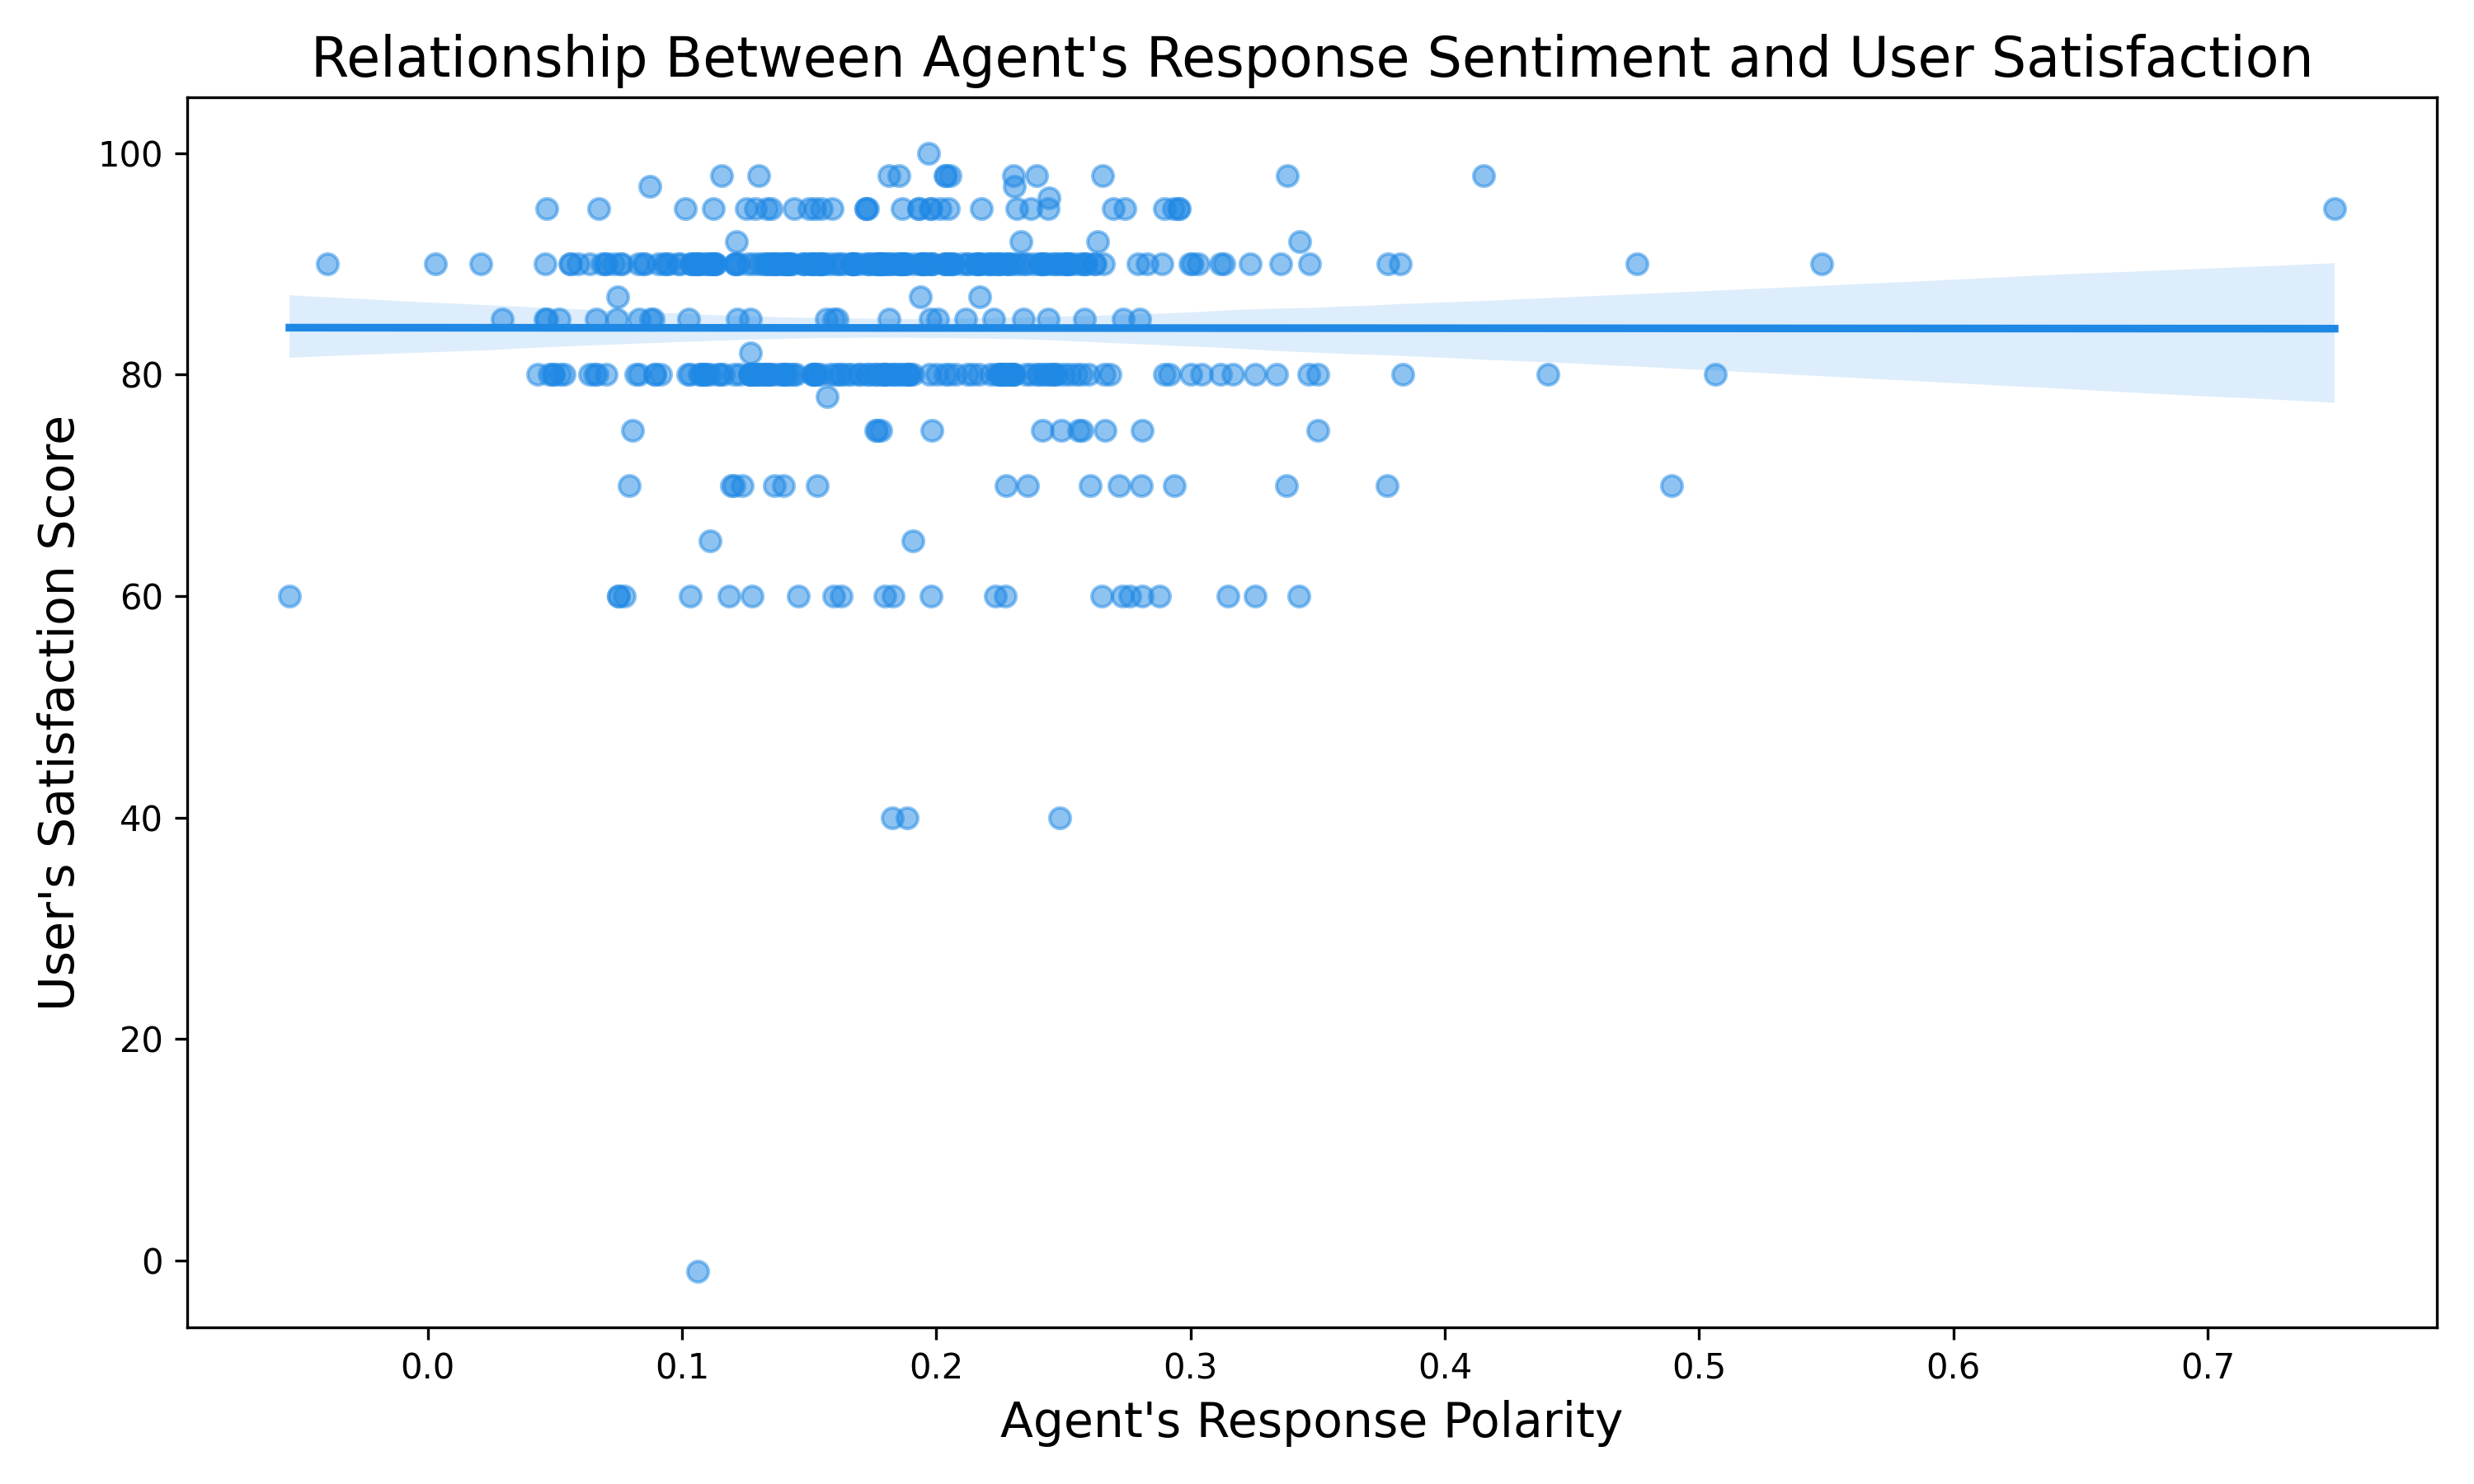 Relationship Between Agent's Response Sentiment and User Satisfaction
User's Satisfaction Score
100
80
60
40
20
0
0.0 0.1 0.2 0.3 0.4 0.5 0.6 0.7
Agent's Response Polarity